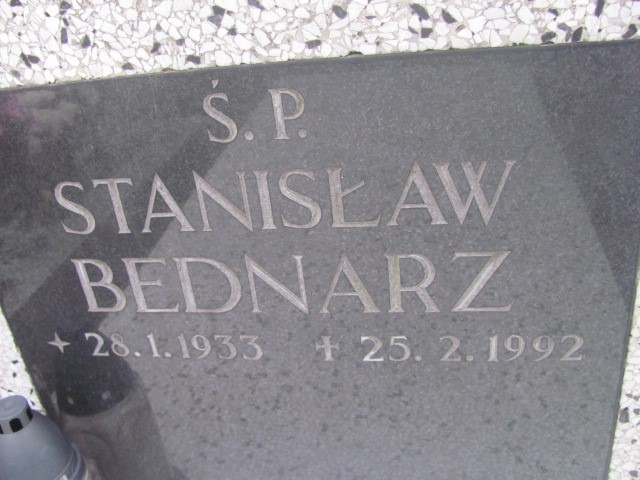 Ś.P.
STANISŁAW
BEDNARZ
✦ 28.1.1933 ✝ 25.2.1992